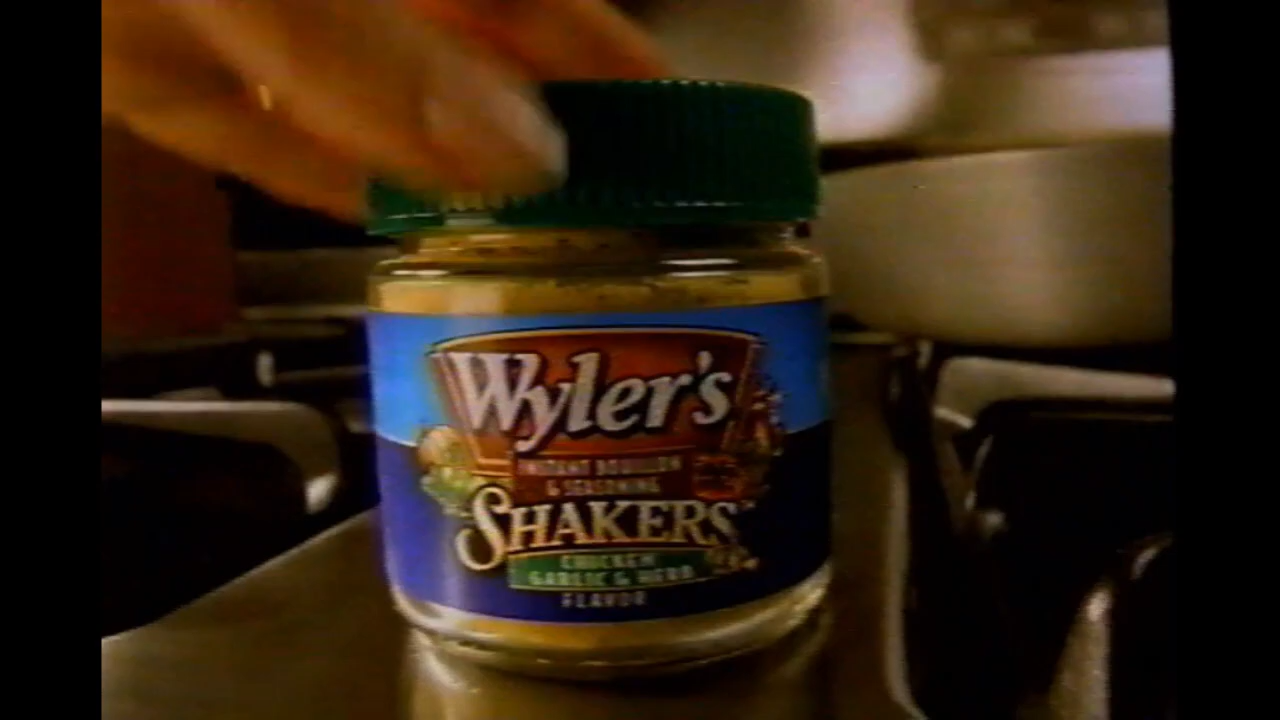 Wyler's
INSTANT BOUILLON
& SEASONING
SHAKERS
CHICKEN
GARLIC & HERB
FLAVOR